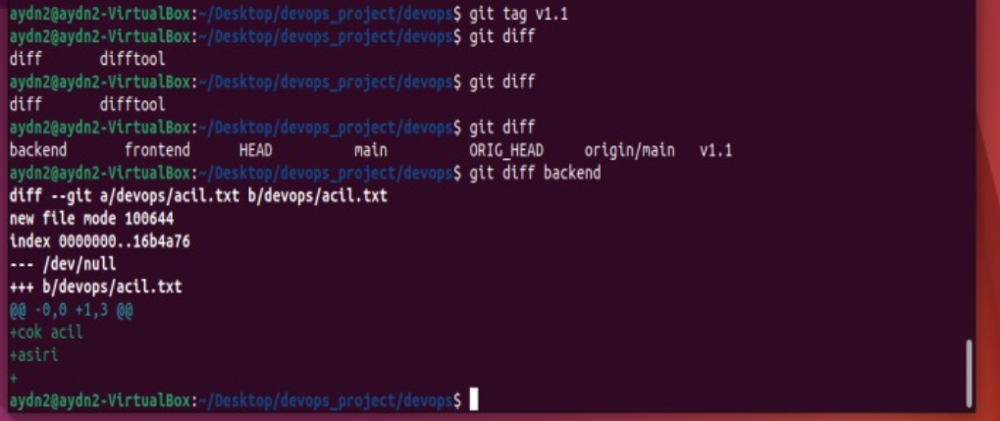 aydn2@aydn2-VirtualBox:~/Desktop/devops_project/devops$ git tag v1.1
aydn2@aydn2-VirtualBox:~/Desktop/devops_project/devops$ git diff
diff difftool
aydn2@aydn2-VirtualBox:~/Desktop/devops_project/devops$ git diff
diff difftool
aydn2@aydn2-VirtualBox:~/Desktop/devops_project/devops$ git diff
backend frontend HEAD main ORIG_HEAD origin/main v1.1
aydn2@aydn2-VirtualBox:~/Desktop/devops_project/devops$ git diff backend
diff --git a/devops/acil.txt b/devops/acil.txt
new file mode 100644
index 0000000..16b4a76
--- /dev/null
+++ b/devops/acil.txt
@@ -0,0 +1,3 @@
+cok acil
+asiri
+
aydn2@aydn2-VirtualBox:~/Desktop/devops_project/devops$